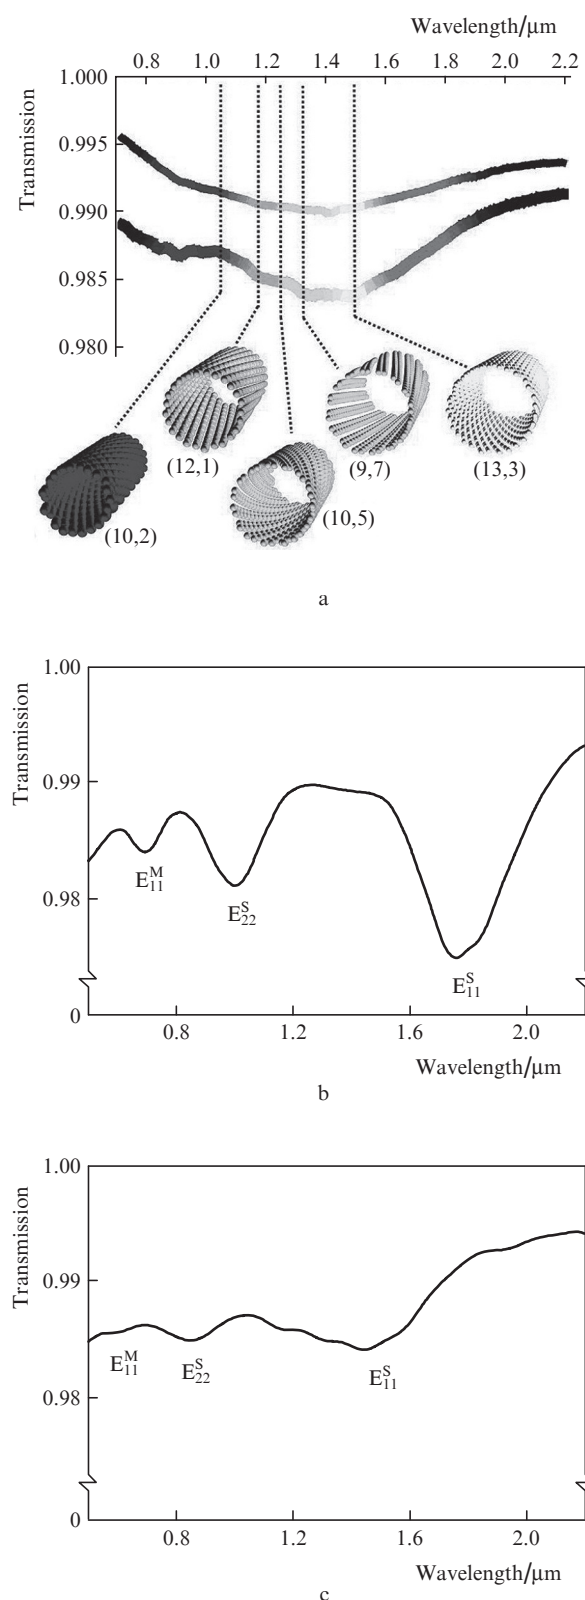 Wavelength/μm
0.8 1.0 1.2 1.4 1.6 1.8 2.0 2.2
1.000
0.995
0.990
0.985
0.980
Transmission
(12,1)
(9,7)
(13,3)
(10,5)
(10,2)
a
1.00
0.99
0.98
0
Transmission
E₁₁ᴹ
E₂₂ˢ
E₁₁ˢ
0.8 1.2 1.6 2.0
Wavelength/μm
b
1.00
0.99
0.98
0
Transmission
E₁₁ᴹ
E₂₂ˢ
E₁₁ˢ
0.8 1.2 1.6 2.0
Wavelength/μm
c